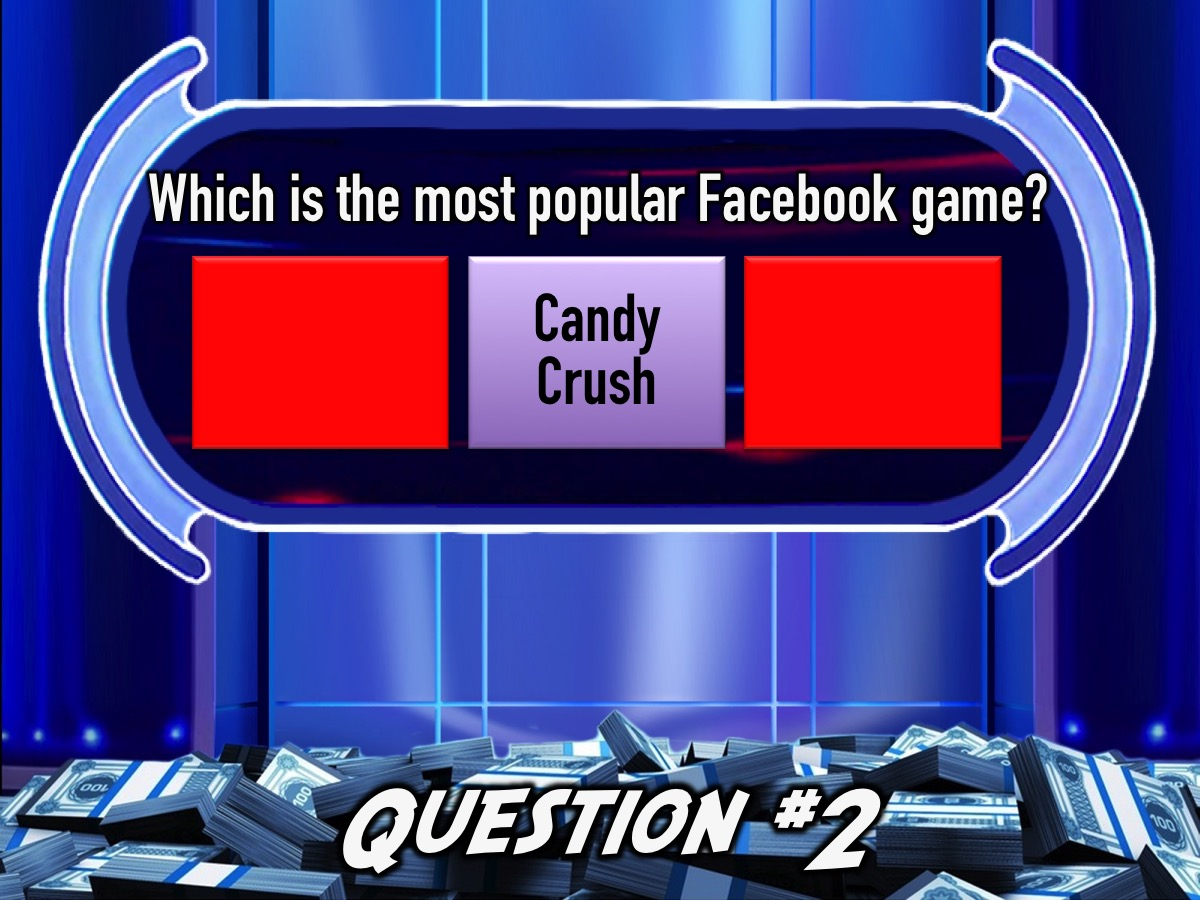 Which is the most popular Facebook game?
Candy
Crush
QUESTION #2